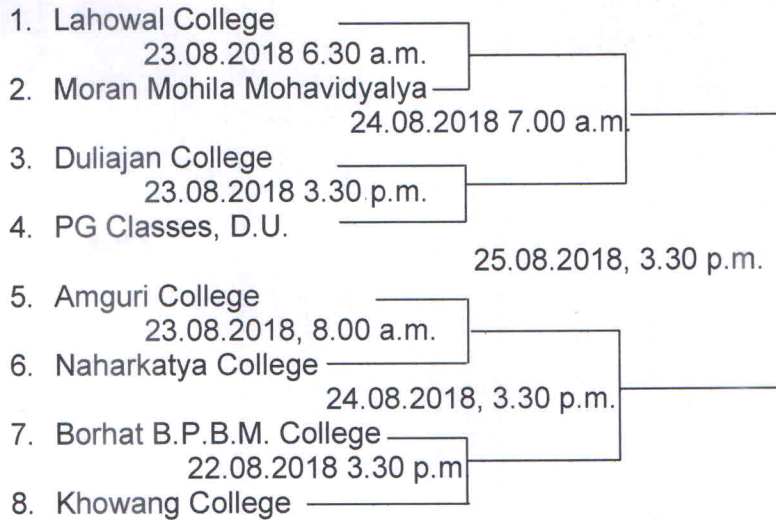 1. Lahowal College
23.08.2018 6.30 a.m.
2. Moran Mohila Mohavidyalya
24.08.2018 7.00 a.m.
3. Duliajan College
23.08.2018 3.30 p.m.
4. PG Classes, D.U.
25.08.2018, 3.30 p.m.
5. Amguri College
23.08.2018, 8.00 a.m.
6. Naharkatya College
24.08.2018, 3.30 p.m.
7. Borhat B.P.B.M. College
22.08.2018 3.30 p.m
8. Khowang College